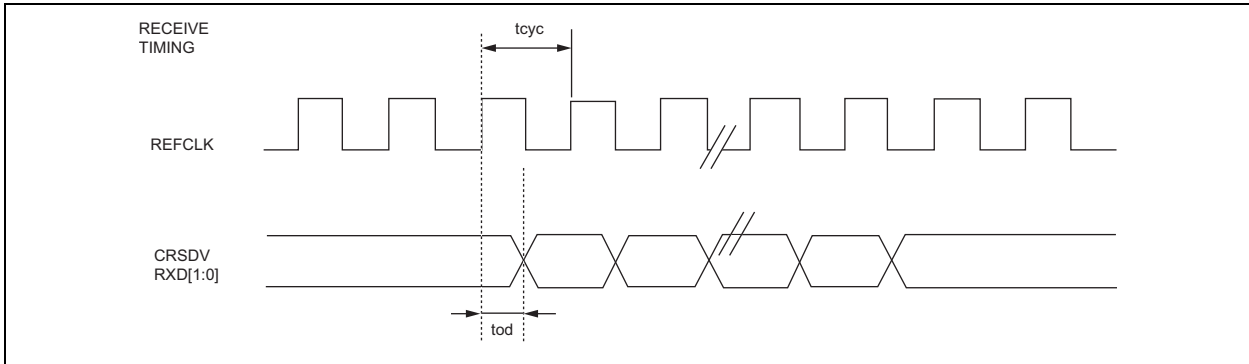 RECEIVE
TIMING
tcyc
REFCLK
CRSDV
RXD[1:0]
tod